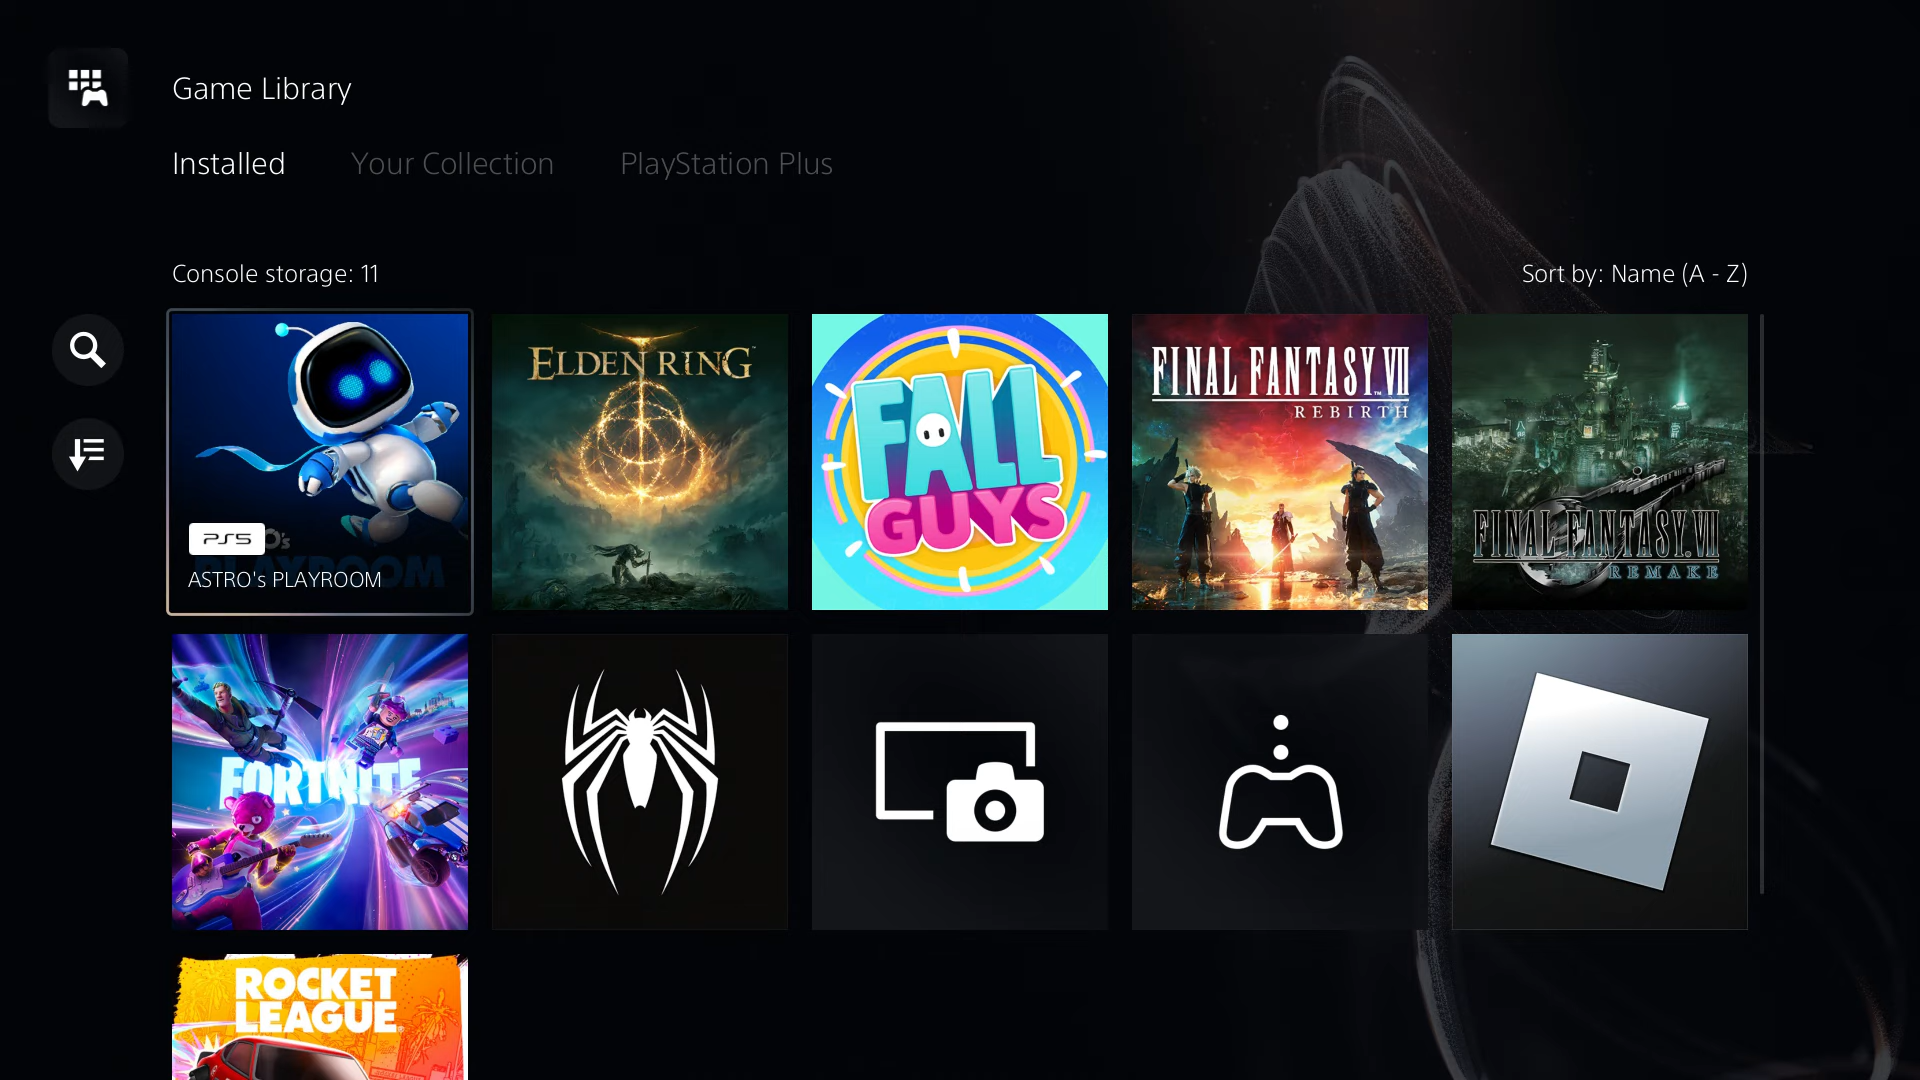 Game Library
Installed
Your Collection
PlayStation Plus
Console storage: 11
Sort by: Name (A - Z)
PS5
ASTRO's PLAYROOM
ELDEN RING
FALL
GUYS
FINAL FANTASY VII
REBIRTH
FINAL FANTASY VII
REMAKE
FORTNITE
ROCKET
LEAGUE